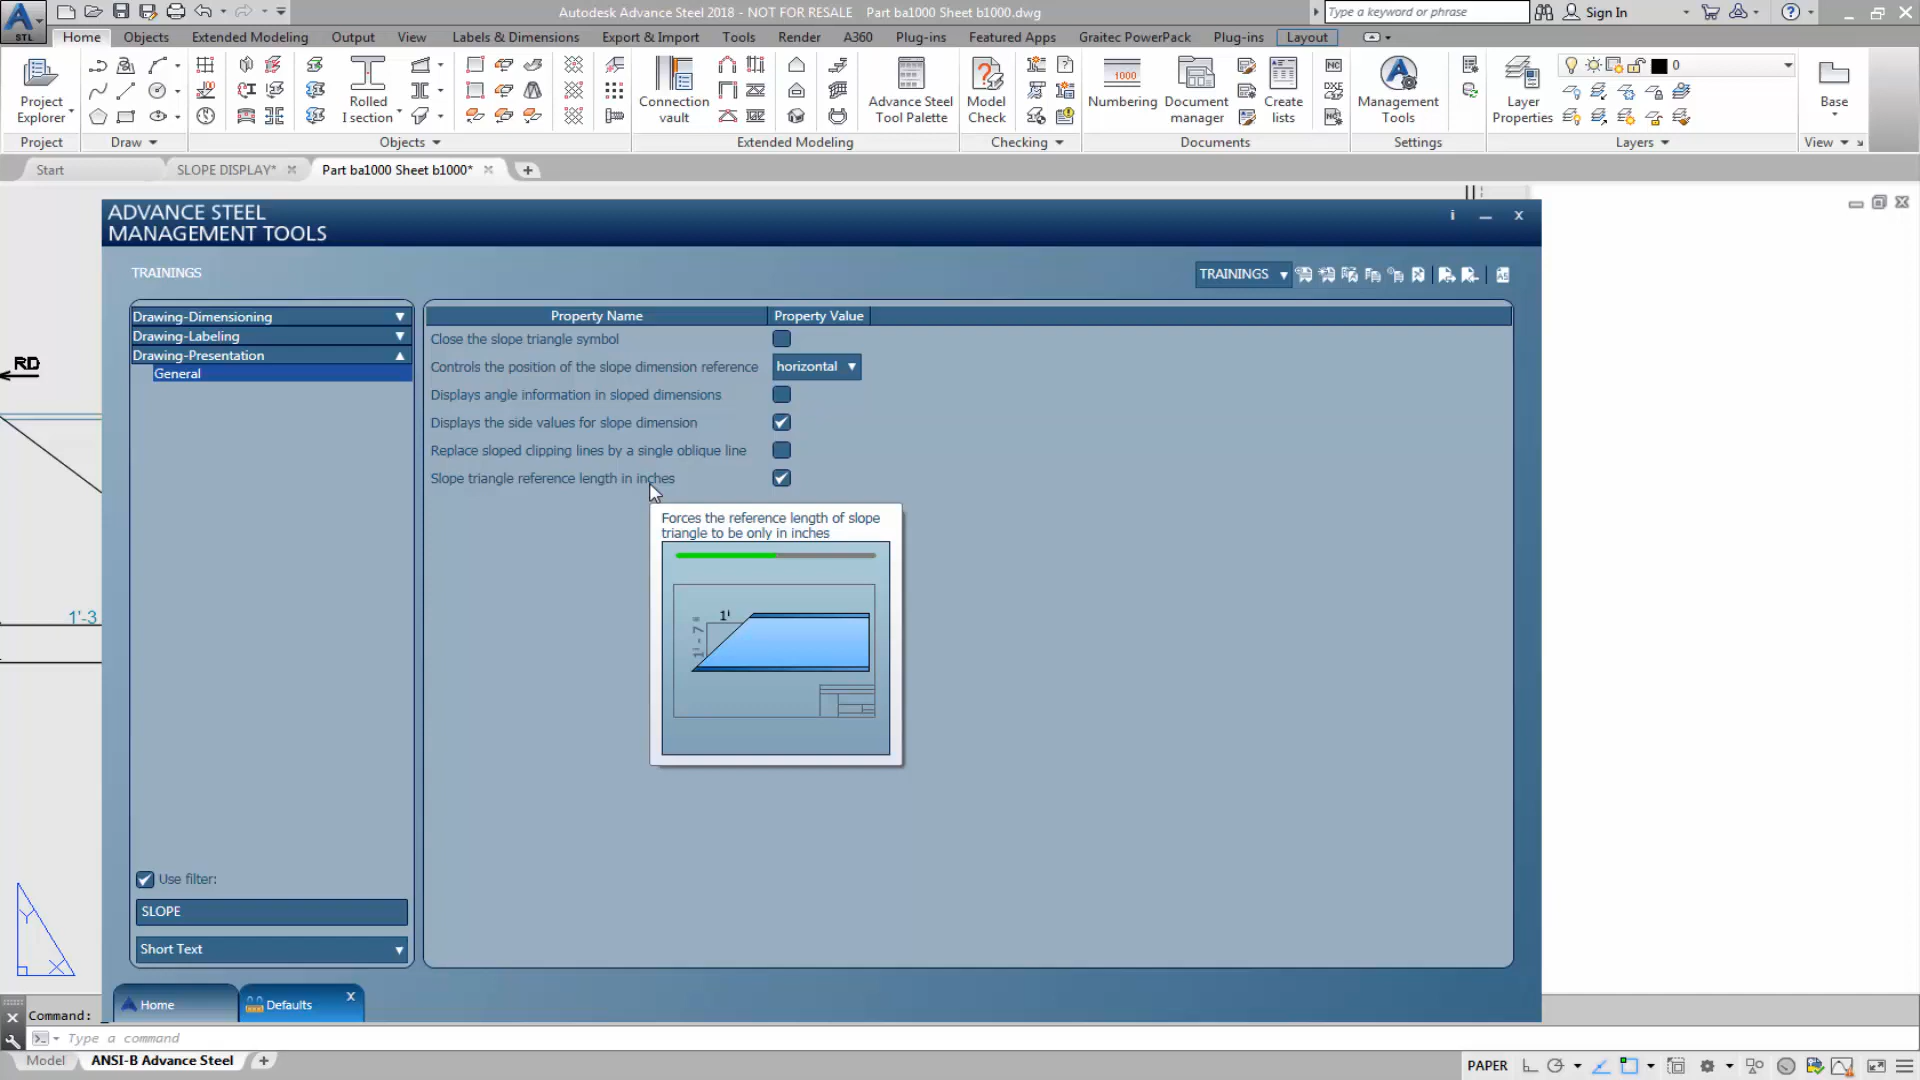 Autodesk Advance Steel 2018 - NOT FOR RESALE Part ba1000 Sheet b1000.dwg
Type a keyword or phrase
Sign In
STL
Home Objects Extended Modeling Output View Labels & Dimensions Export & Import Tools Render A360 Plug-ins Featured Apps Graitec PowerPack Plug-ins Layout
Project Explorer
Rolled I section
Connection vault
Advance Steel Tool Palette
Model Check
1000
Numbering
Document manager
Create lists
NC
DXF
NC
Management Tools
Layer Properties
0
Base
Project Draw Objects Extended Modeling Checking Documents Settings Layers View
Start SLOPE DISPLAY* Part ba1000 Sheet b1000*
ADVANCE STEEL
MANAGEMENT TOOLS
TRAININGS
TRAININGS
Drawing-Dimensioning
Drawing-Labeling
Drawing-Presentation
General
Property Name Property Value
Close the slope triangle symbol
Controls the position of the slope dimension reference horizontal
Displays angle information in sloped dimensions
Displays the side values for slope dimension
Replace sloped clipping lines by a single oblique line
Slope triangle reference length in inches
Forces the reference length of slope
triangle to be only in inches
1'
1' - 7"
RD
1'-3
Y
X
Use filter:
SLOPE
Short Text
Home Defaults
Command:
Type a command
Model ANSI-B Advance Steel
PAPER